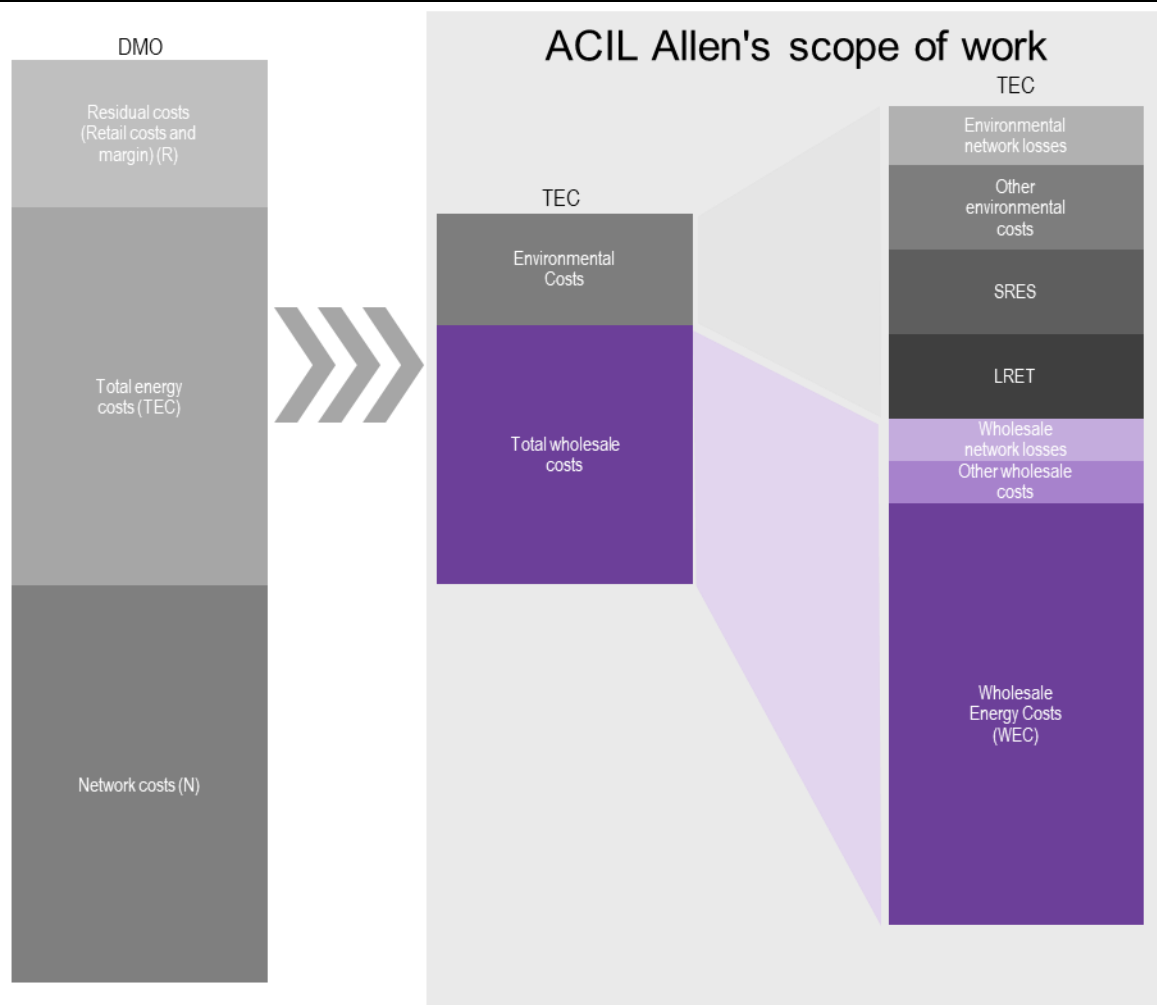 DMO
Residual costs
(Retail costs and
margin) (R)
Total energy
costs (TEC)
Network costs (N)
ACIL Allen's scope of work
TEC
Environmental
Costs
Total wholesale
costs
TEC
Environmental
network losses
Other
environmental
costs
SRES
LRET
Wholesale
network losses
Other wholesale
costs
Wholesale
Energy Costs
(WEC)